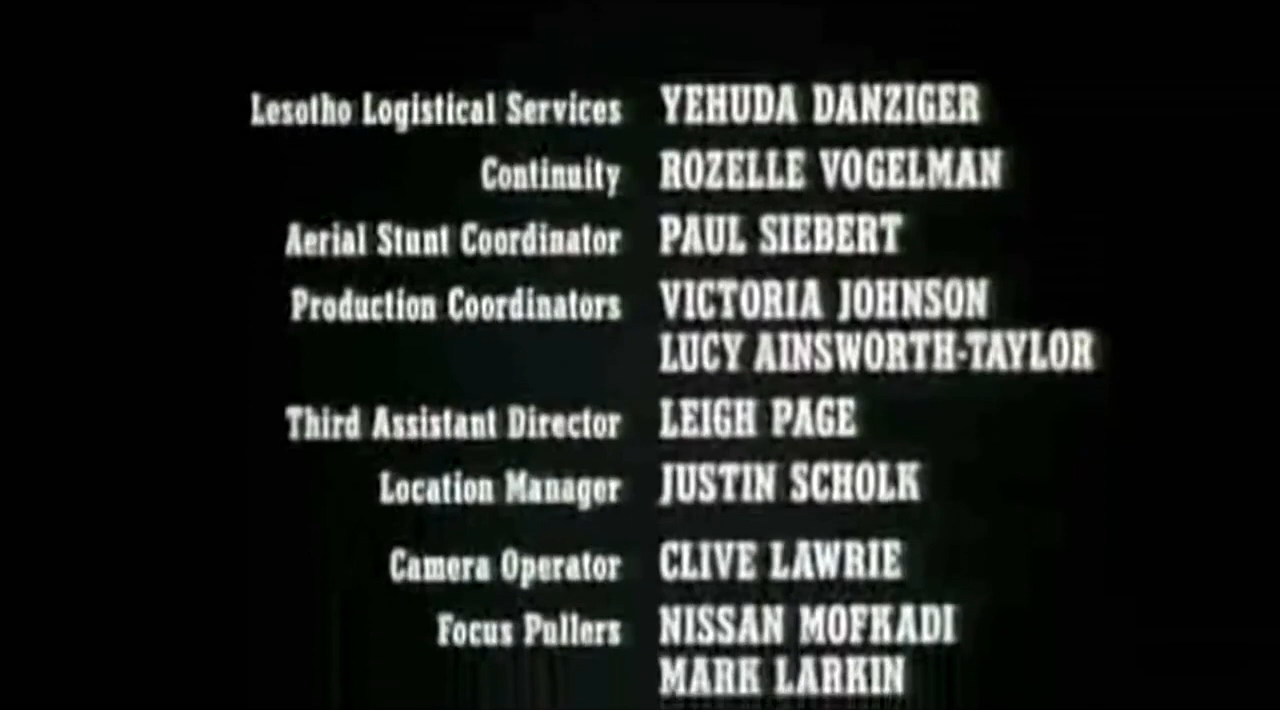 Lesotho Logistical Services YEHUDA DANZIGER
Continuity ROZELLE VOGELMAN
Aerial Stunt Coordinator PAUL SIEBERT
Production Coordinators VICTORIA JOHNSON
LUCY AINSWORTH-TAYLOR
Third Assistant Director LEIGH PAGE
Location Manager JUSTIN SCHOLK
Camera Operator CLIVE LAWRIE
Focus Pullers NISSAN MOFKADI
MARK LARKIN